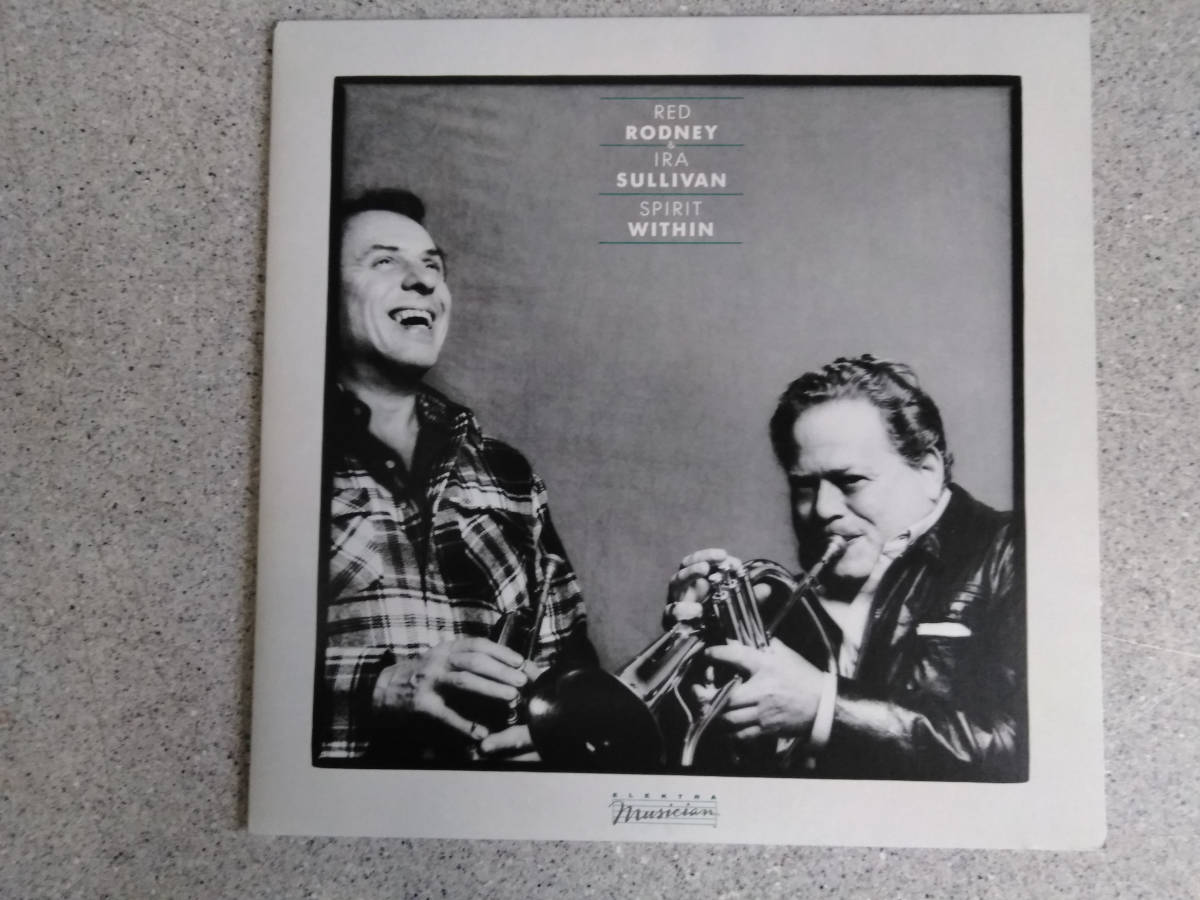 RED
RODNEY
&
IRA
SULLIVAN
SPIRIT
WITHIN
ELEKTRA
Musician